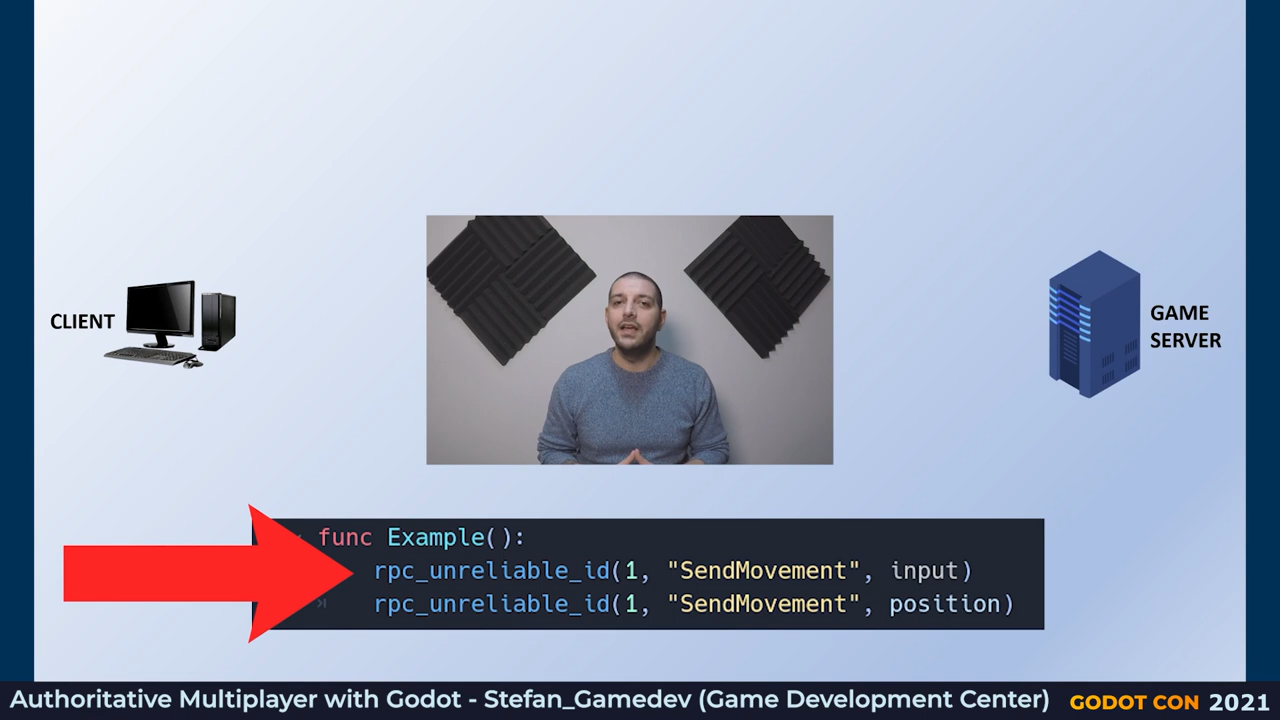 CLIENT
GAME
SERVER
func Example():
rpc_unreliable_id(1, "SendMovement", input)
rpc_unreliable_id(1, "SendMovement", position)
Authoritative Multiplayer with Godot - Stefan_Gamedev (Game Development Center)
GODOT CON 2021